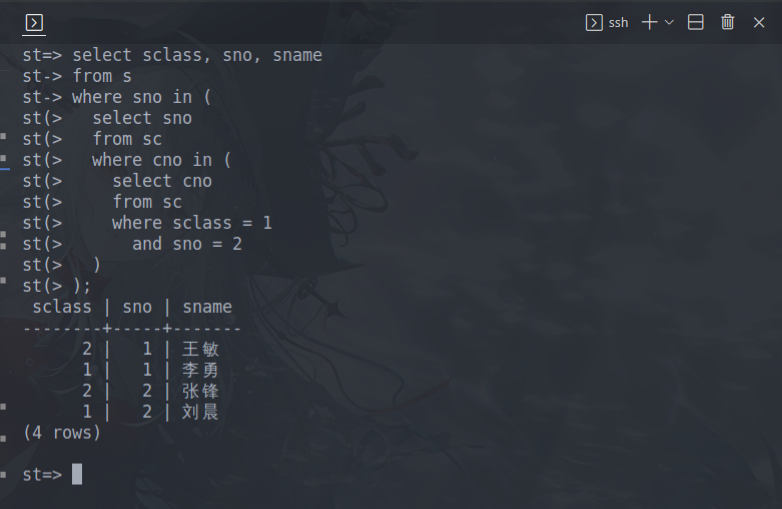 ssh
st=> select sclass, sno, sname
st-> from s
st-> where sno in (
st(>   select sno
st(>   from sc
st(>   where cno in (
st(>     select cno
st(>     from sc
st(>     where sclass = 1
st(>       and sno = 2
st(>   )
st(> );
 sclass | sno | sname
--------+-----+-------
      2 |   1 | 王敏
      1 |   1 | 李勇
      2 |   2 | 张锋
      1 |   2 | 刘晨
(4 rows)
st=>